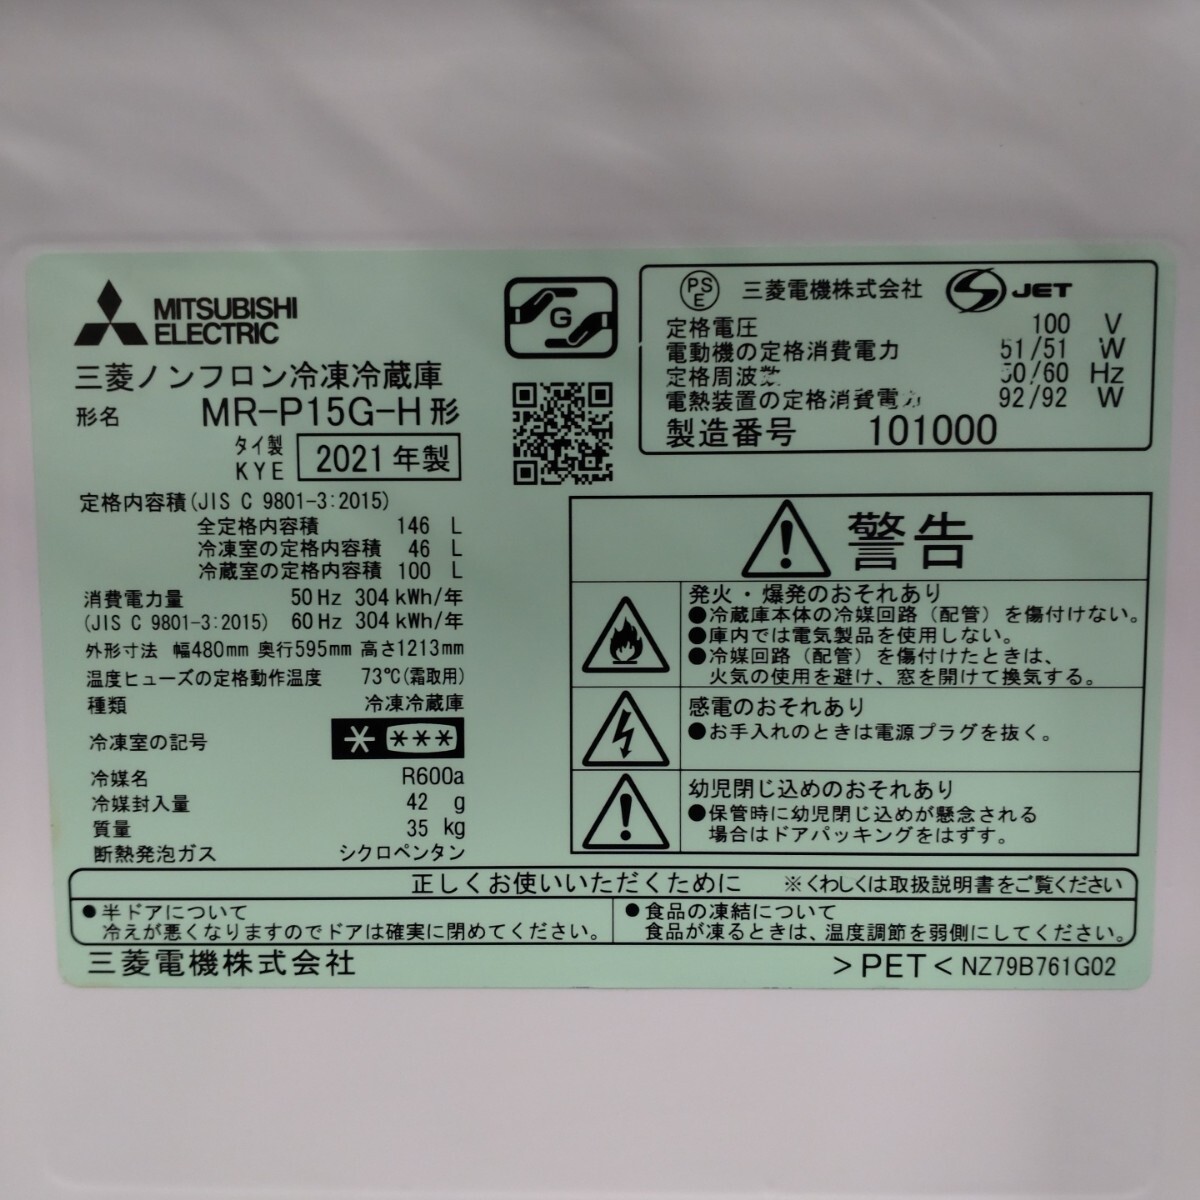 MITSUBISHI
ELECTRIC
三菱ノンフロン冷凍冷蔵庫
形名 MR-P15G-H形
タイ製
KYE 2021年製
定格内容積(JIS C 9801-3:2015)
全定格内容積 146 L
冷凍室の定格内容積 46 L
冷蔵室の定格内容積 100 L
消費電力量 50Hz 304kWh/年
(JIS C 9801-3:2015) 60Hz 304kWh/年
外形寸法 幅480mm 奥行595mm 高さ1213mm
温度ヒューズの定格動作温度 73℃(霜取用)
種類 冷凍冷蔵庫
冷凍室の記号 * ***
冷媒名 R600a
冷媒封入量 42 g
質量 35 kg
断熱発泡ガス シクロペンタン
G
PS
E 三菱電機株式会社 JET
定格電圧 100 V
電動機の定格消費電力 51/51 W
定格周波数 50/60 Hz
電熱装置の定格消費電力 92/92 W
製造番号 101000
警告
発火・爆発のおそれあり
●冷蔵庫本体の冷媒回路(配管)を傷付けない。
●庫内では電気製品を使用しない。
●冷媒回路(配管)を傷付けたときは、
火気の使用を避け、窓を開けて換気する。
感電のおそれあり
●お手入れのときは電源プラグを抜く。
幼児閉じ込めのおそれあり
●保管時に幼児閉じ込めが懸念される
場合はドアパッキングをはずす。
正しくお使いいただくために ※くわしくは取扱説明書をご覧ください
●半ドアについて
冷えが悪くなりますのでドアは確実に閉めてください。
●食品の凍結について
食品が凍るときは、温度調節を弱側にしてください。
三菱電機株式会社 >PET< NZ79B761G02